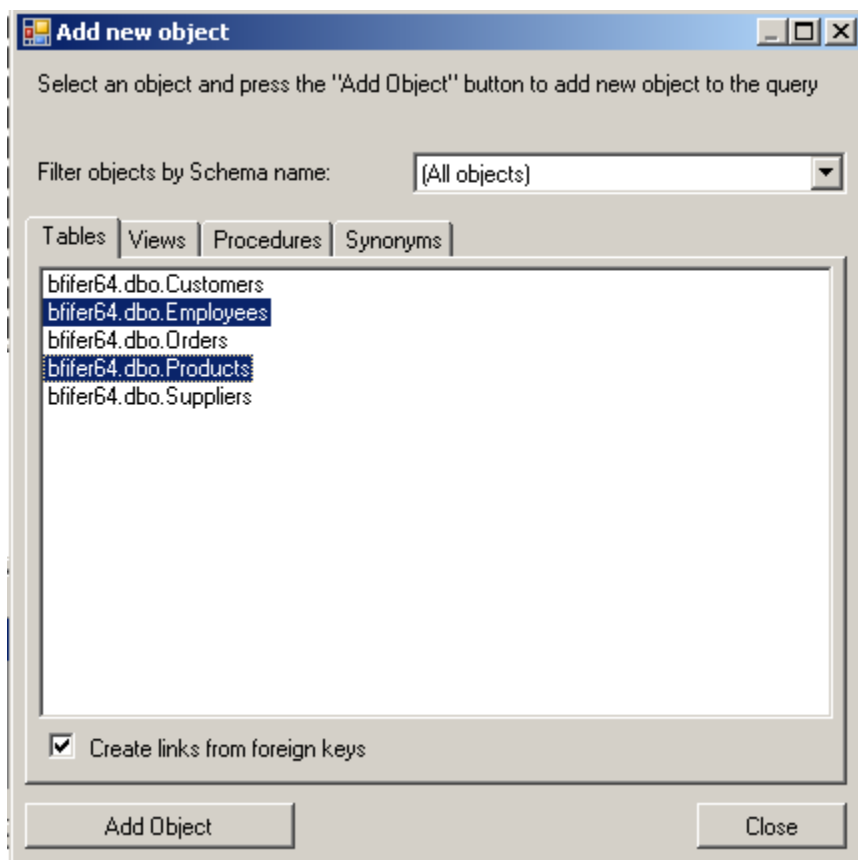 Add new object
Select an object and press the "Add Object" button to add new object to the query
Filter objects by Schema name: (All objects)
Tables Views Procedures Synonyms
bfifer64.dbo.Customers
bfifer64.dbo.Employees
bfifer64.dbo.Orders
bfifer64.dbo.Products
bfifer64.dbo.Suppliers
Create links from foreign keys
Add Object Close